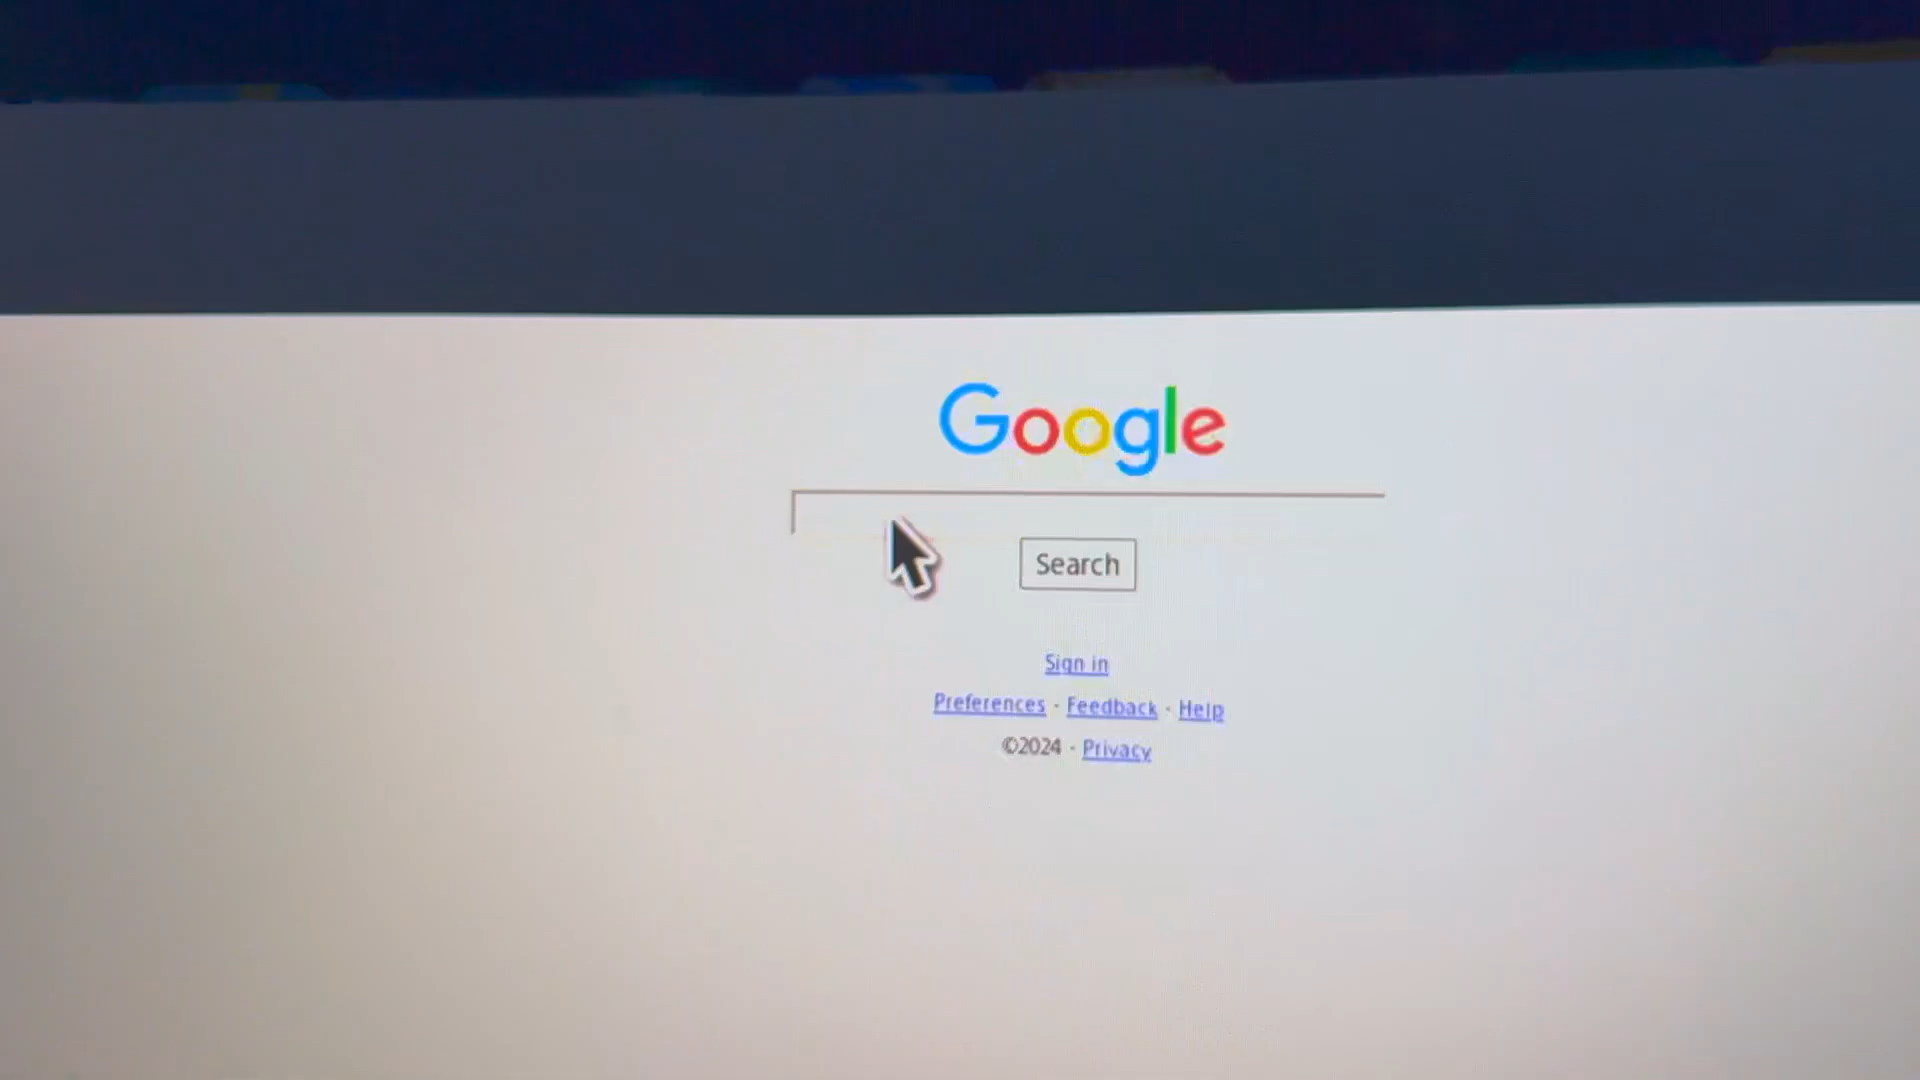 Google
Search
Sign in
Preferences - Feedback - Help
©2024 - Privacy